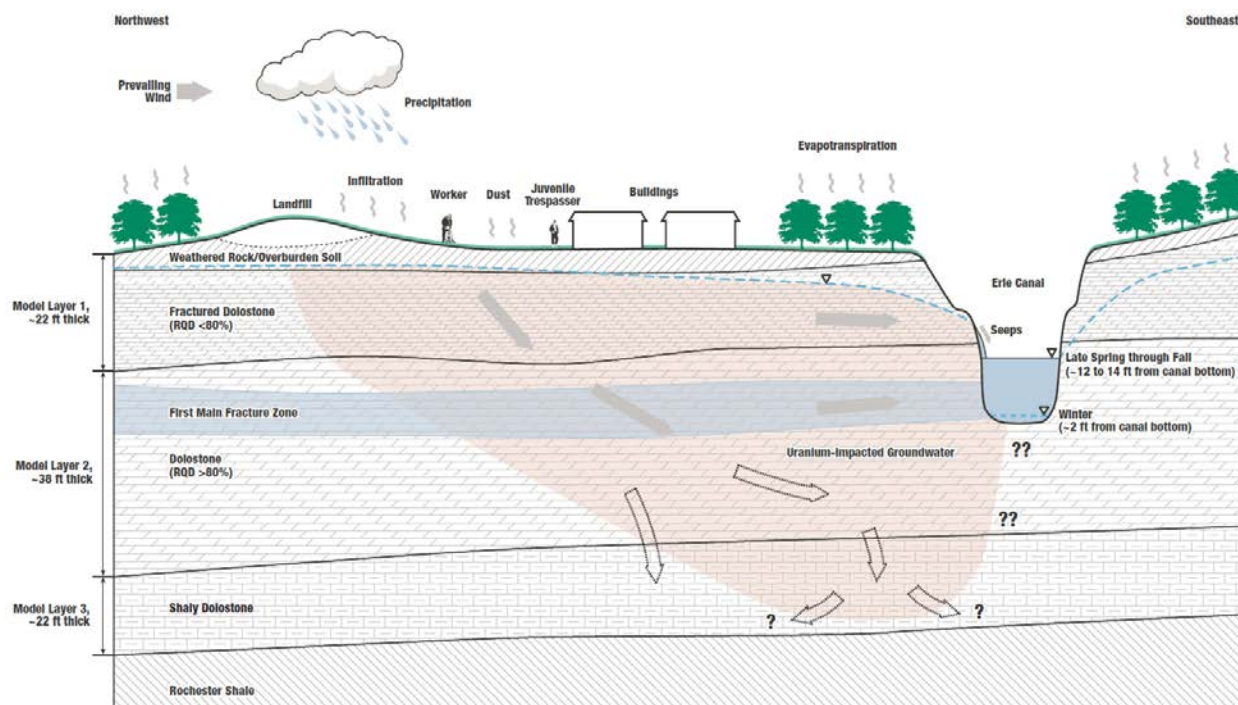 Northwest
Southeast
Prevailing
Wind
Precipitation
Evapotranspiration
Infiltration
Landfill
Worker
Dust
Juvenile
Trespasser
Buildings
Weathered Rock/Overburden Soil
Erie Canal
Model Layer 1,
~22 ft thick
Fractured Dolostone
(RQD <80%)
Seeps
Late Spring through Fall
(~12 to 14 ft from canal bottom)
First Main Fracture Zone
Winter
(~2 ft from canal bottom)
??
Uranium-Impacted Groundwater
Model Layer 2,
~38 ft thick
Dolostone
(RQD >80%)
??
Model Layer 3,
~22 ft thick
Shaly Dolostone
?
?
Rochester Shale